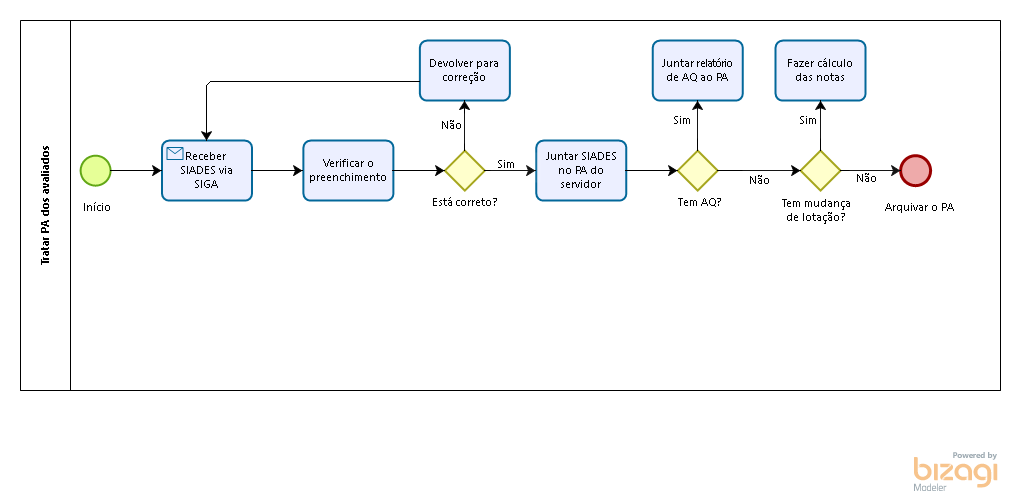 Tratar PA dos avaliados
Início
Receber
SIADES via
SIGA
Verificar o
preenchimento
Devolver para
correção
Não
Está correto?
Sim
Juntar SIADES
no PA do
servidor
Juntar relatório
de AQ ao PA
Sim
Tem AQ?
Não
Fazer cálculo
das notas
Sim
Tem mudança
de lotação?
Não
Arquivar o PA
Powered by
bizagi
Modeler